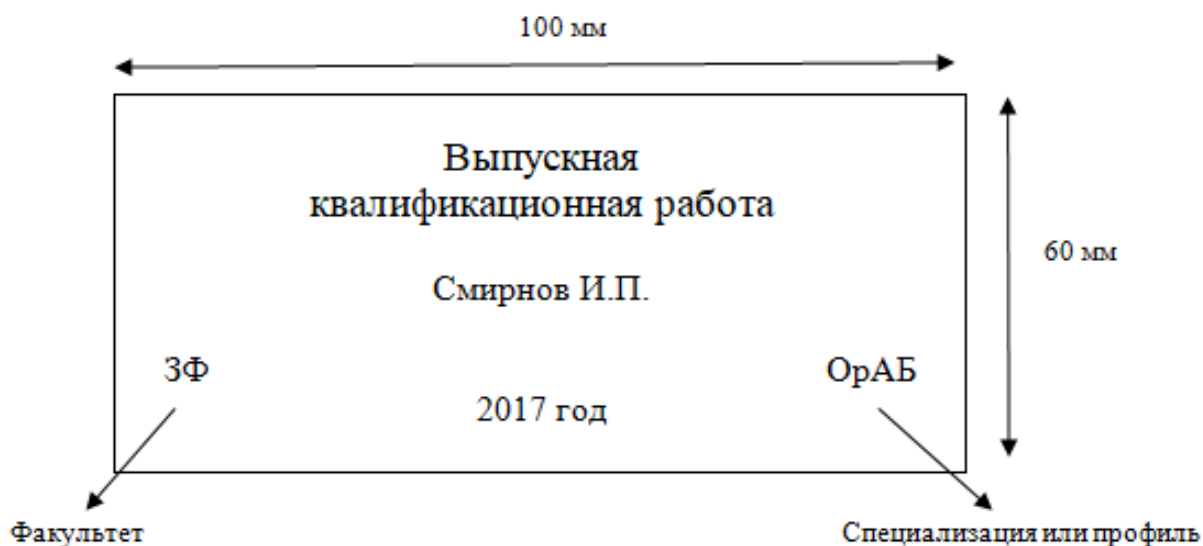 100 мм
Выпускная
квалификационная работа
60 мм
Смирнов И.П.
ЗФ
ОрАБ
2017 год
Факультет
Специализация или профиль